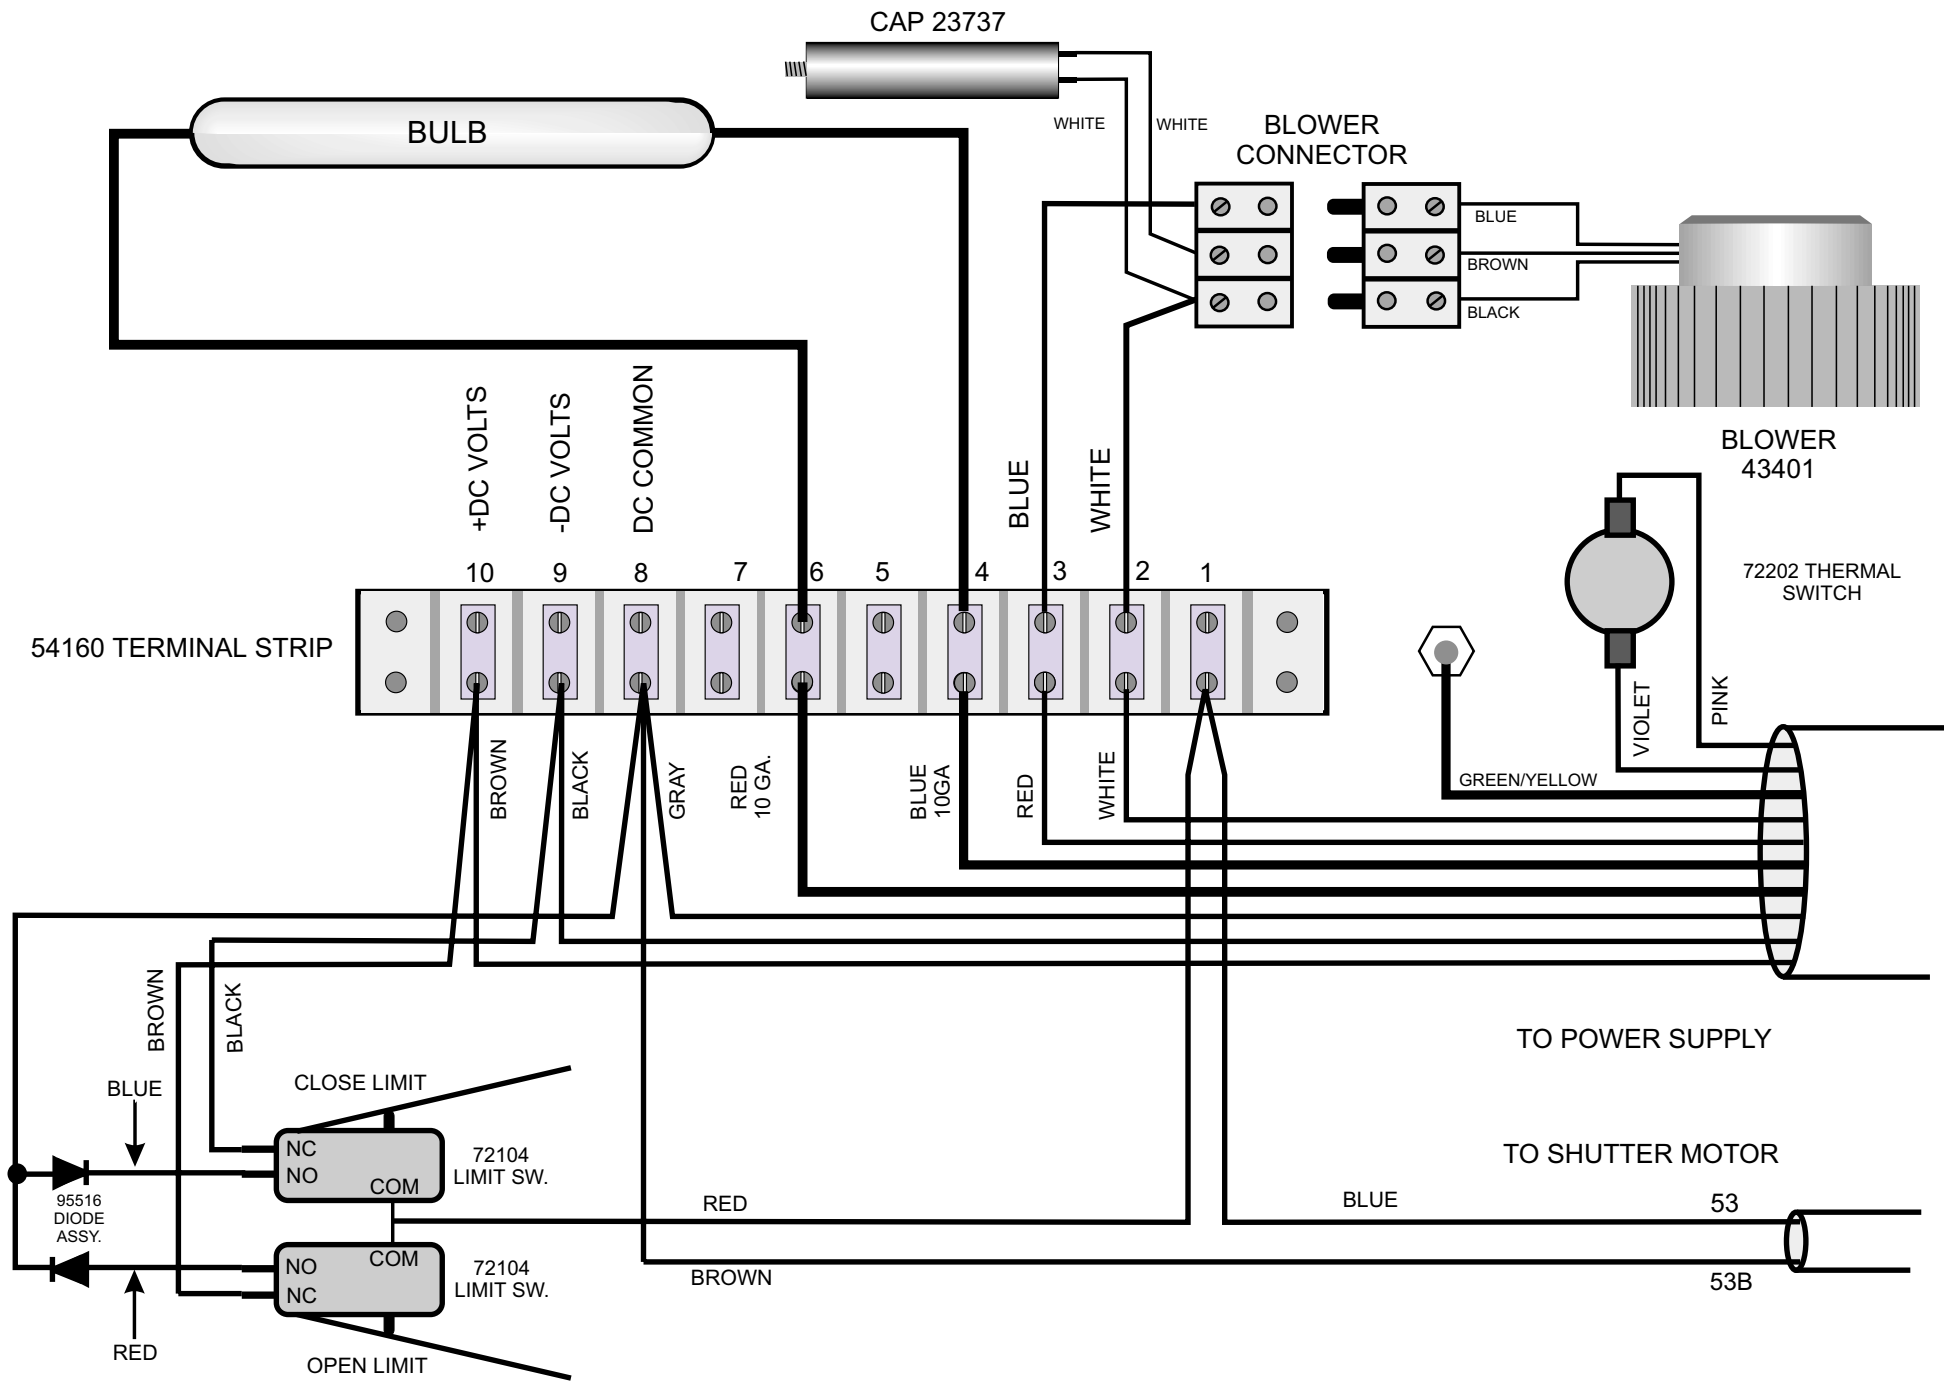 CAP 23737
BULB
WHITE
WHITE
BLOWER
CONNECTOR
BLUE
BROWN
BLACK
BLOWER
43401
+DC VOLTS
-DC VOLTS
DC COMMON
BLUE
WHITE
10
9
8
7
6
5
4
3
2
1
72202 THERMAL
SWITCH
54160 TERMINAL STRIP
BROWN
BLACK
GRAY
RED
10 GA.
BLUE
10GA
RED
WHITE
VIOLET
PINK
GREEN/YELLOW
BROWN
BLACK
TO POWER SUPPLY
BLUE
CLOSE LIMIT
NC
NO
COM
72104
LIMIT SW.
TO SHUTTER MOTOR
95516
DIODE
ASSY.
RED
BLUE
53
NO
COM
NC
72104
LIMIT SW.
BROWN
53B
RED
OPEN LIMIT